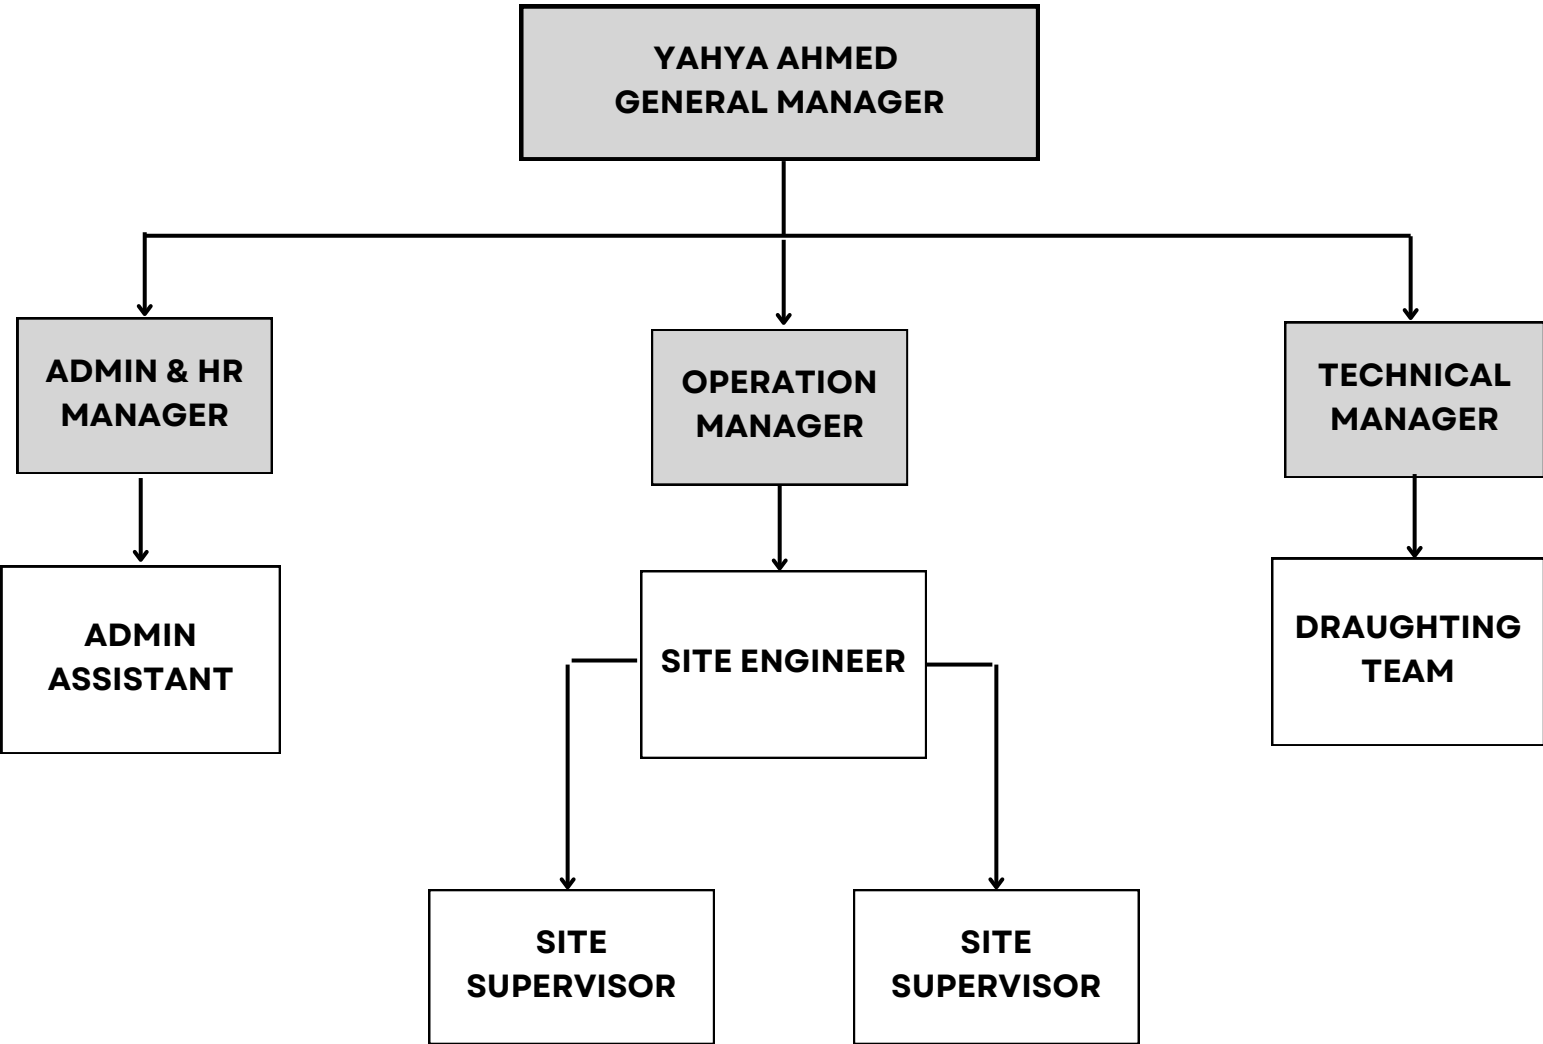 YAHYA AHMED
GENERAL MANAGER
ADMIN & HR
MANAGER
OPERATION
MANAGER
TECHNICAL
MANAGER
ADMIN
ASSISTANT
SITE ENGINEER
DRAUGHTING
TEAM
SITE
SUPERVISOR
SITE
SUPERVISOR